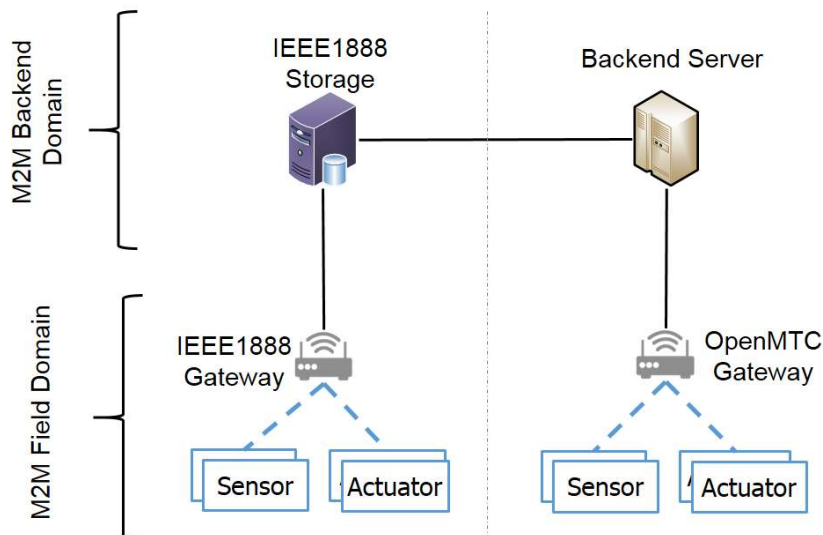 M2M Backend
Domain
IEEE1888
Storage
Backend Server
M2M Field Domain
IEEE1888
Gateway
OpenMTC
Gateway
Sensor
Actuator
Sensor
Actuator